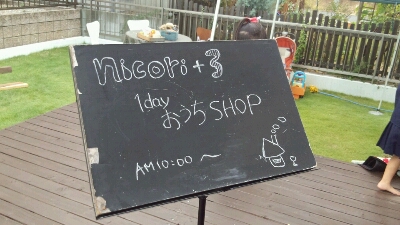 nicori + 3
1day
おうちSHOP
AM10:00 〜